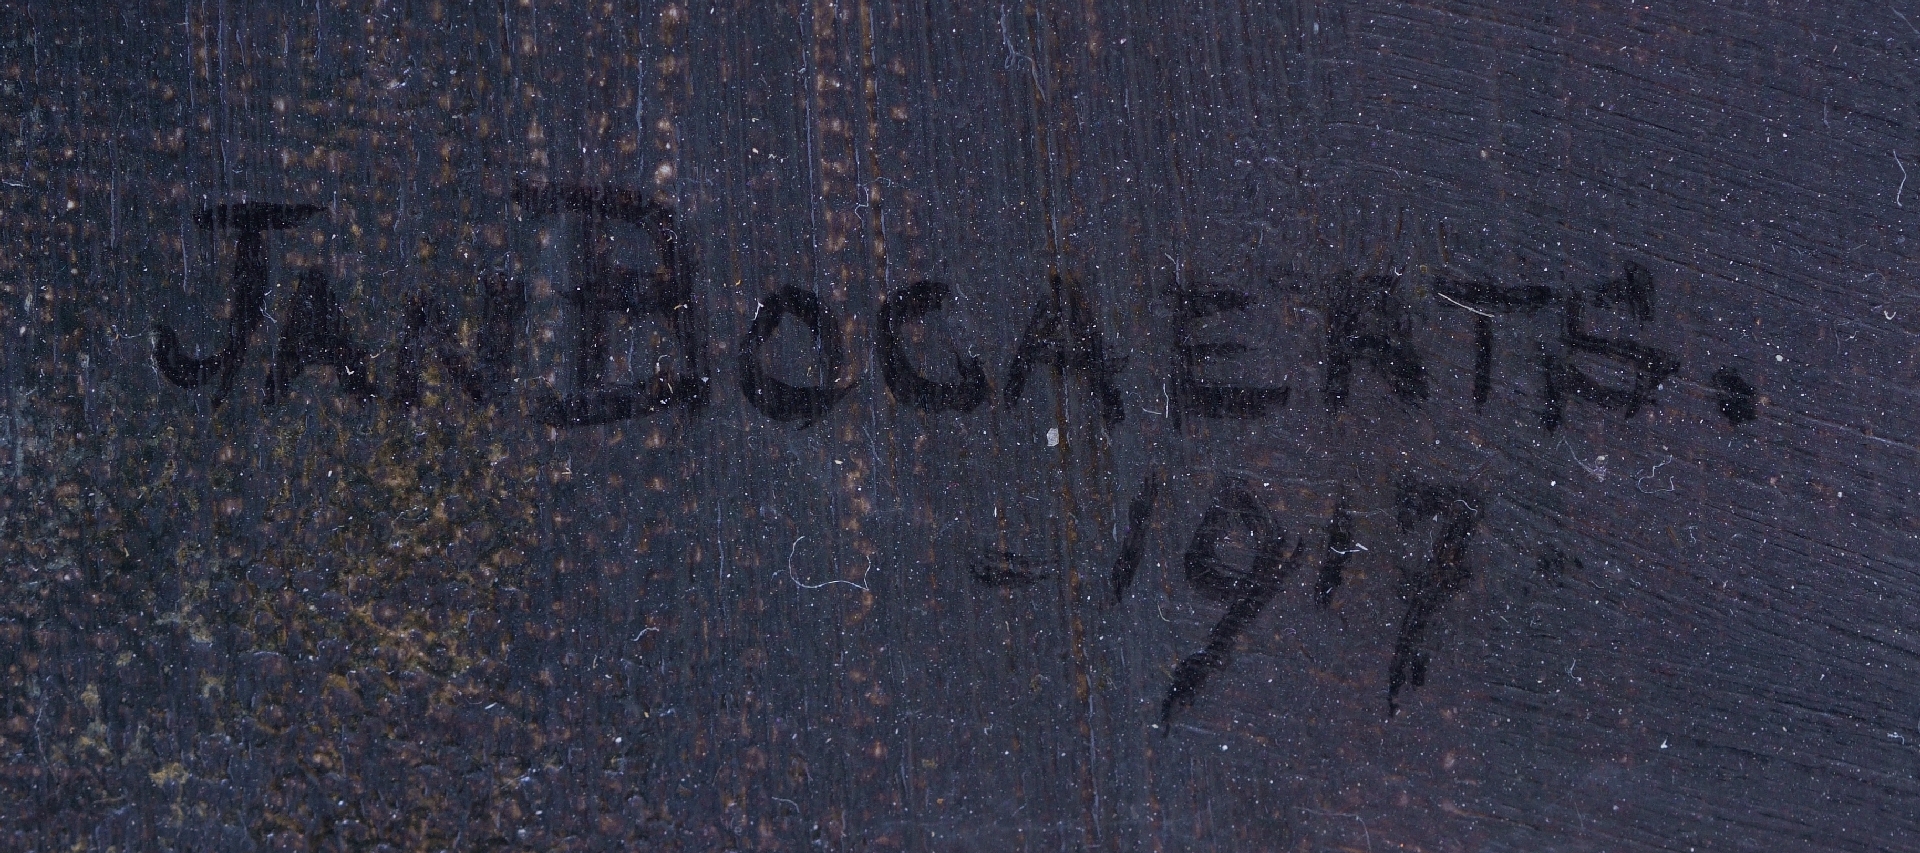 JAN BOGAERTS.
- 1917 -